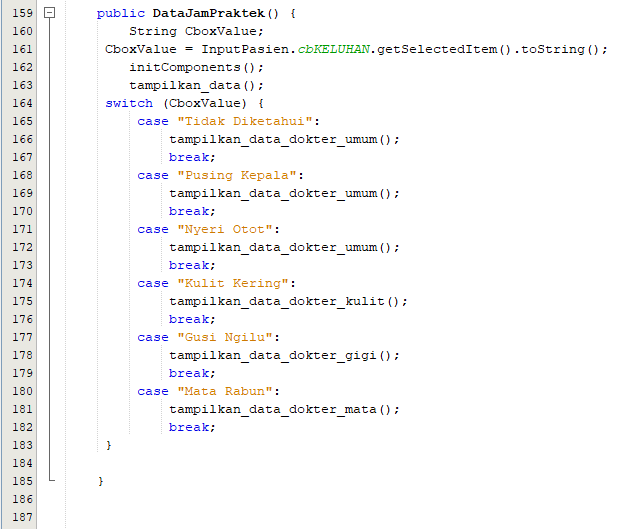 159 public DataJamPraktek() {
160 String CboxValue;
161 CboxValue = InputPasien.cbKELUHAN.getSelectedItem().toString();
162 initComponents();
163 tampilkan_data();
164 switch (CboxValue) {
165 case "Tidak Diketahui":
166 tampilkan_data_dokter_umum();
167 break;
168 case "Pusing Kepala":
169 tampilkan_data_dokter_umum();
170 break;
171 case "Nyeri Otot":
172 tampilkan_data_dokter_umum();
173 break;
174 case "Kulit Kering":
175 tampilkan_data_dokter_kulit();
176 break;
177 case "Gusi Ngilu":
178 tampilkan_data_dokter_gigi();
179 break;
180 case "Mata Rabun":
181 tampilkan_data_dokter_mata();
182 break;
183 }
184
185 }
186
187